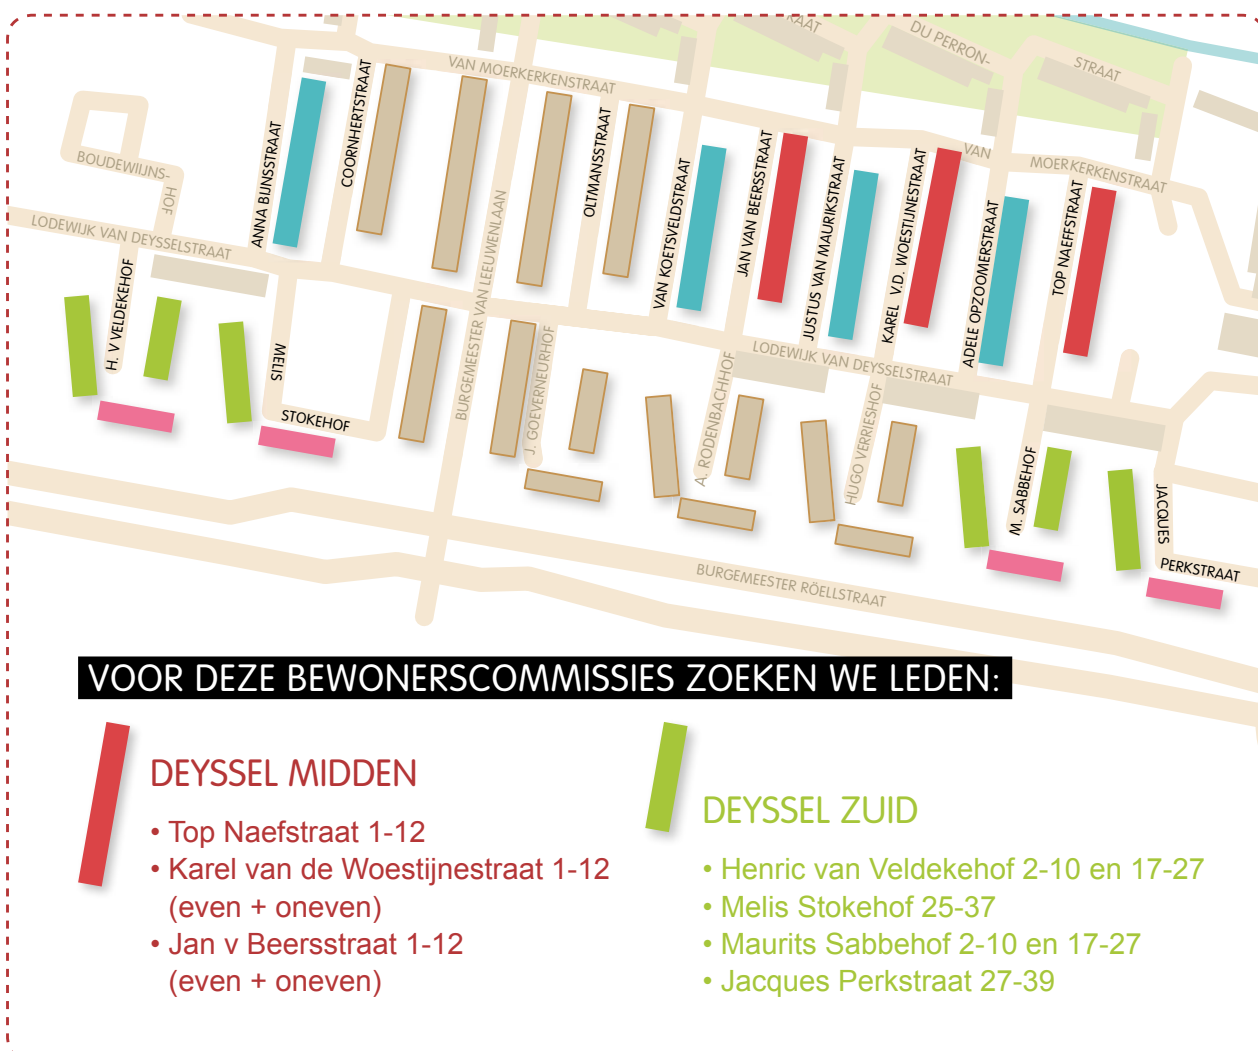 RAAT
DU PERRON-
STRAAT
VAN MOERKERKENSTRAAT
VAN
MOERKERKENSTRAAT
BOUDEWIJNS-
HOF
LODEWIJK VAN DEYSSELSTRAAT
ANNA BIJNSSTRAAT
COORNHERTSTRAAT
BURGEMEESTER VAN LEEUWENLAAN
OLTMANSSTRAAT
VAN KOETSVELDSTRAAT
JAN VAN BEERSSTRAAT
JUSTUS VAN MAURIKSTRAAT
KAREL V.D. WOESTIJNESTRAAT
ADELE OPZOOMERSTRAAT
TOP NAEFFSTRAAT
H. V VELDEKEHOF
MELIS
STOKEHOF
J. GOEVERNEURHOF
A. RODENBACHHOF
LODEWIJK VAN DEYSSELSTRAAT
HUGO VERRIESHOF
M. SABBEHOF
JACQUES
PERKSTRAAT
BURGEMEESTER RÖELLSTRAAT
VOOR DEZE BEWONERSCOMMISSIES ZOEKEN WE LEDEN:
DEYSSEL MIDDEN
• Top Naefstraat 1-12
• Karel van de Woestijnestraat 1-12
(even + oneven)
• Jan v Beersstraat 1-12
(even + oneven)
DEYSSEL ZUID
• Henric van Veldekehof 2-10 en 17-27
• Melis Stokehof 25-37
• Maurits Sabbehof 2-10 en 17-27
• Jacques Perkstraat 27-39